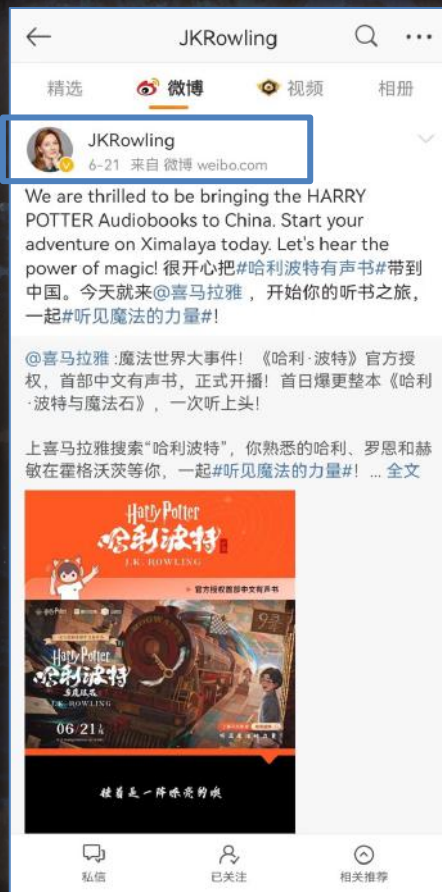 JKRowling
精选 微博 视频 相册
JKRowling
6-21 来自 微博 weibo.com
We are thrilled to be bringing the HARRY
POTTER Audiobooks to China. Start your
adventure on Ximalaya today. Let's hear the
power of magic! 很开心把#哈利波特有声书#带到
中国。今天就来@喜马拉雅 ，开始你的听书之旅，
一起#听见魔法的力量#！
@喜马拉雅 :魔法世界大事件！《哈利·波特》官方授
权，首部中文有声书，正式开播！首日爆更整本《哈利
·波特与魔法石》，一次听上头！
上喜马拉雅搜索“哈利波特”，你熟悉的哈利、罗恩和赫
敏在霍格沃茨等你，一起#听见魔法的力量#！... 全文
Harry Potter
哈利波特
J.K. ROWLING
官方授权首部中文有声书
Harry Potter
哈利波特
J.K. ROWLING
06/21
接着是一阵嘹亮的喉
私信 已关注 相关推荐